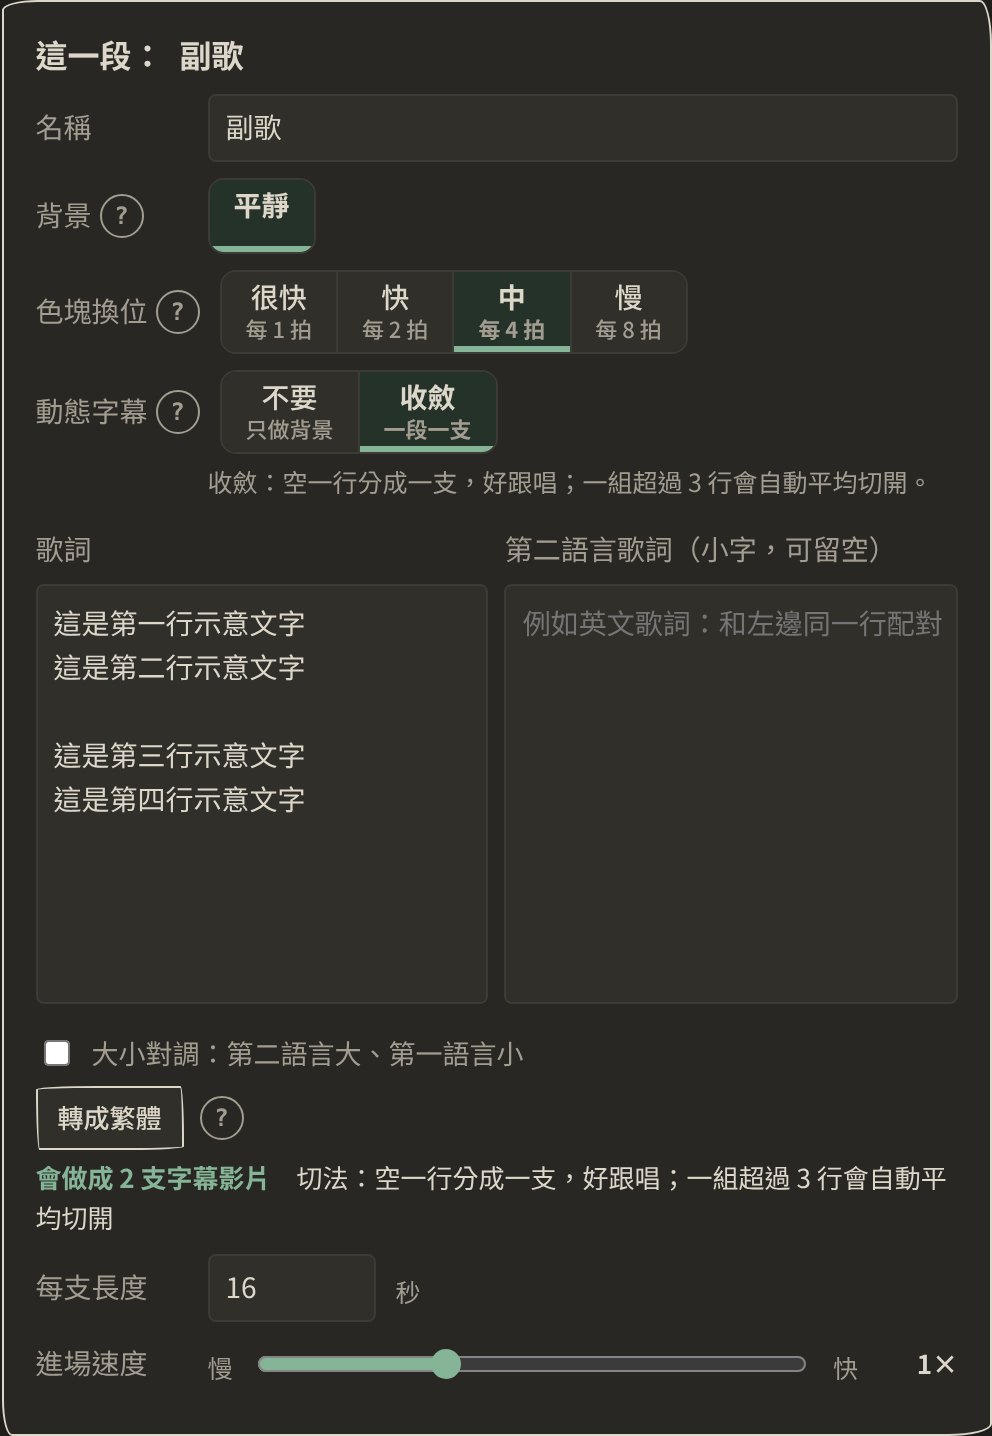 這一段： 副歌
名稱 副歌
背景 ? 平靜
色塊換位 ? 很快 快 中 慢
每 1 拍 每 2 拍 每 4 拍 每 8 拍
動態字幕 ? 不要 收斂
只做背景 一段一支
收斂：空一行分成一支，好跟唱；一組超過 3 行會自動平均切開。
歌詞 第二語言歌詞（小字，可留空）
這是第一行示意文字 例如英文歌詞：和左邊同一行配對
這是第二行示意文字
這是第三行示意文字
這是第四行示意文字
大小對調：第二語言大、第一語言小
轉成繁體 ?
會做成 2 支字幕影片 切法：空一行分成一支，好跟唱；一組超過 3 行會自動平
均切開
每支長度 16 秒
進場速度 慢 快 1×